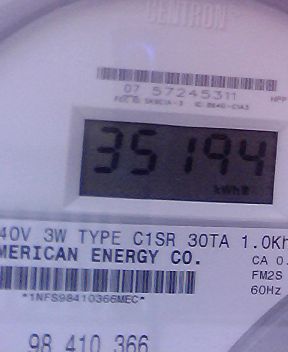 CENTRON
07 57245311
35194
kWh
40V 3W TYPE C1SR 30TA 1.0Kh
MERICAN ENERGY CO.
CA 0.
FM2S
*1NFS98410366MEC*
60Hz
98 410 366